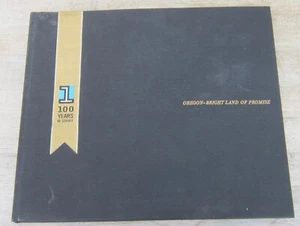 1
100
YEARS
OREGON-BRIGHT LAND OF PROMISE